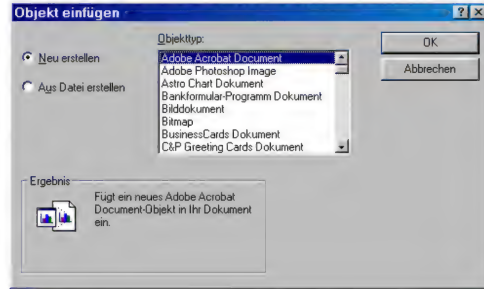 Objekt einfügen
Objekttyp:
Neu erstellen
Aus Datei erstellen
Adobe Acrobat Document
Adobe Photoshop Image
Astro Chart Dokument
Bankformular-Programm Dokument
Bilddokument
Bitmap
BusinessCards Dokument
C&P Greeting Cards Dokument
OK
Abbrechen
Ergebnis
Fügt ein neues Adobe Acrobat
Document-Objekt in Ihr Dokument
ein.